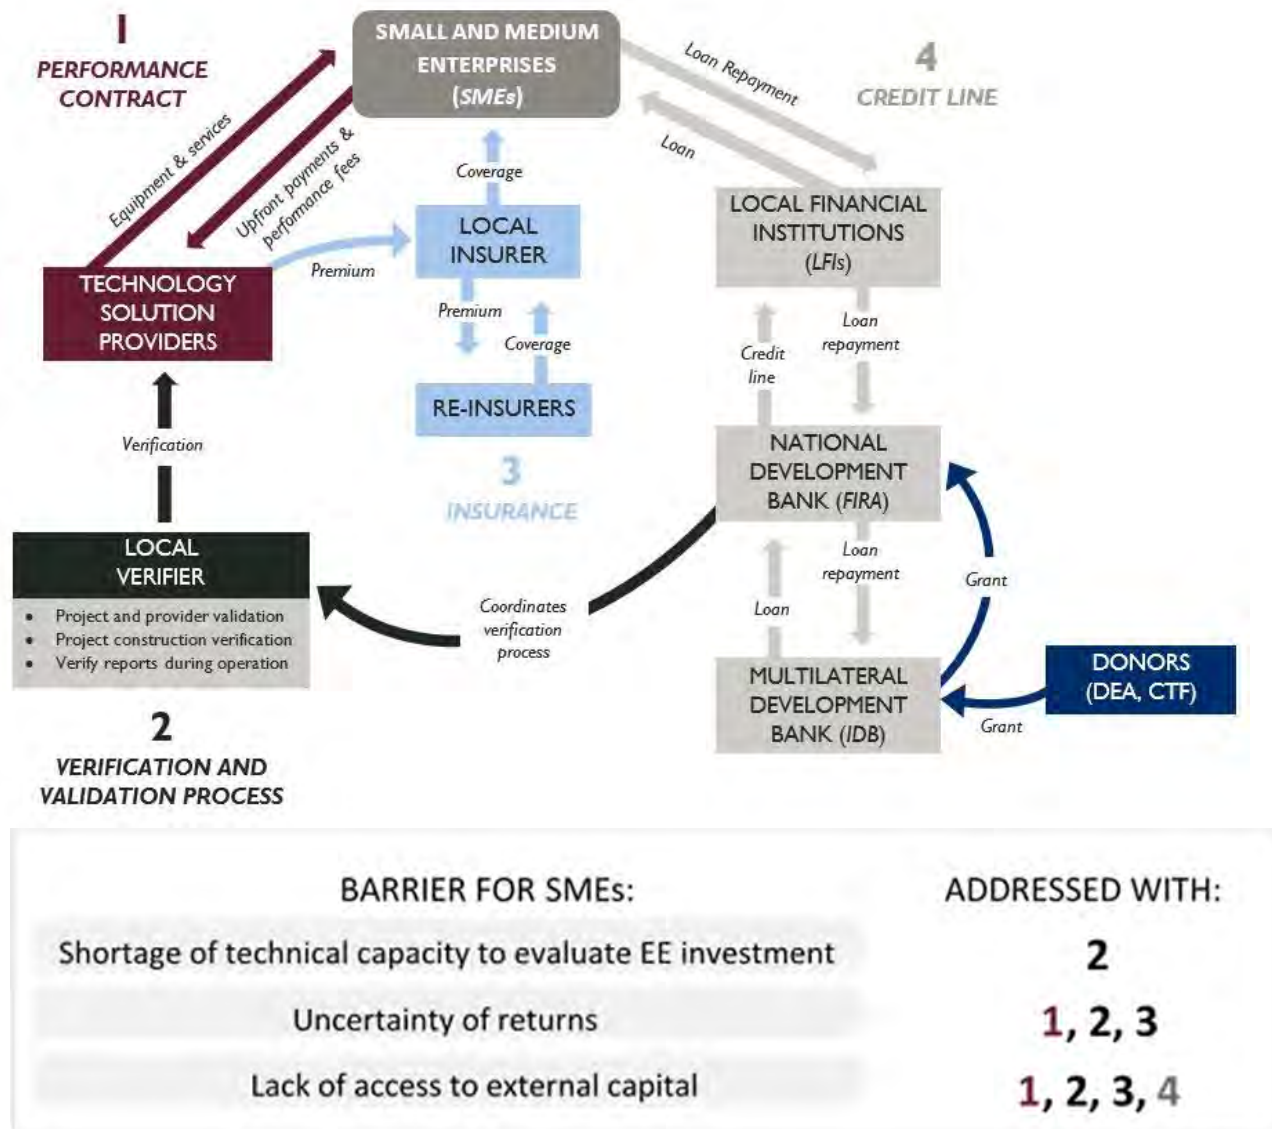 1
PERFORMANCE
CONTRACT
SMALL AND MEDIUM
ENTERPRISES
(SMEs)
4
CREDIT LINE
Loan Repayment
Loan
Equipment & services
Upfront payments &
performance fees
Coverage
LOCAL
INSURER
LOCAL FINANCIAL
INSTITUTIONS
(LFIs)
Premium
TECHNOLOGY
SOLUTION
PROVIDERS
Premium
Coverage
RE-INSURERS
3
INSURANCE
Credit
line
Loan
repayment
Verification
NATIONAL
DEVELOPMENT
BANK (FIRA)
LOCAL
VERIFIER
• Project and provider validation
• Project construction verification
• Verify reports during operation
2
VERIFICATION AND
VALIDATION PROCESS
Coordinates
verification
process
Loan
Loan
repayment
Grant
MULTILATERAL
DEVELOPMENT
BANK (IDB)
DONORS
(DEA, CTF)
Grant
BARRIER FOR SMEs: ADDRESSED WITH:
Shortage of technical capacity to evaluate EE investment 2
Uncertainty of returns 1, 2, 3
Lack of access to external capital 1, 2, 3, 4